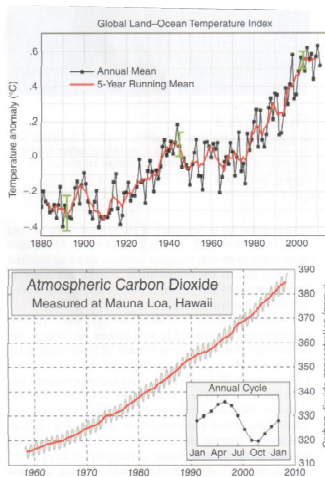 Global Land–Ocean Temperature Index
Temperature anomaly (°C)
.6
.4
.2
.0
−.2
−.4
Annual Mean
5-Year Running Mean
1880 1900 1920 1940 1960 1980 2000
Atmospheric Carbon Dioxide
Measured at Mauna Loa, Hawaii
390
380
370
360
350
340
330
320
310
Annual Cycle
Jan Apr Jul Oct Jan
1960 1970 1980 1990 2000 2010